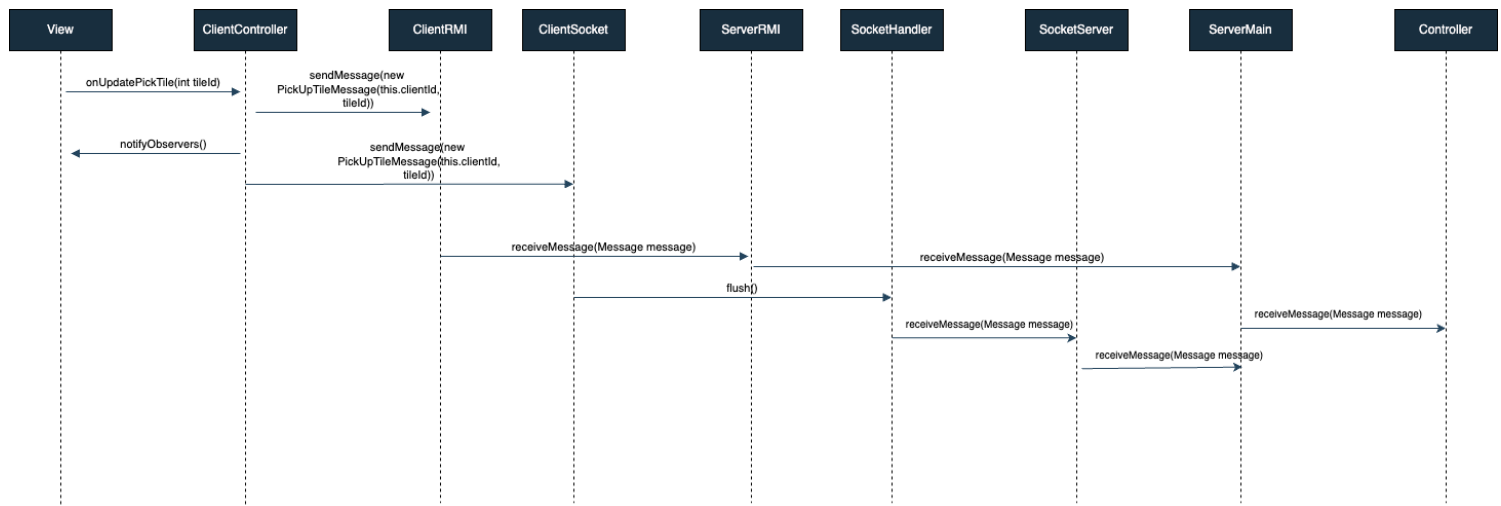 View
ClientController
ClientRMI
ClientSocket
ServerRMI
SocketHandler
SocketServer
ServerMain
Controller
onUpdatePickTile(int tileId)
sendMessage(new
PickUpTileMessage(this.clientId,
tileId))
notifyObservers()
sendMessage(new
PickUpTileMessage(this.clientId,
tileId))
receiveMessage(Message message)
receiveMessage(Message message)
flush()
receiveMessage(Message message)
receiveMessage(Message message)
receiveMessage(Message message)